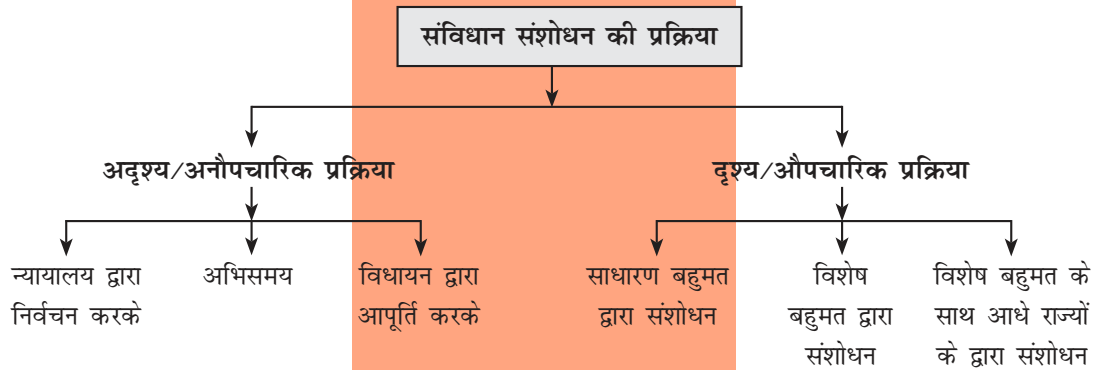 संविधान संशोधन की प्रक्रिया
अदृश्य/अनौपचारिक प्रक्रिया
दृश्य/औपचारिक प्रक्रिया
न्यायालय द्वारा
निर्वचन करके
अभिसमय
विधायन द्वारा
आपूर्ति करके
साधारण बहुमत
द्वारा संशोधन
विशेष
बहुमत द्वारा
संशोधन
विशेष बहुमत के
साथ आधे राज्यों
के द्वारा संशोधन